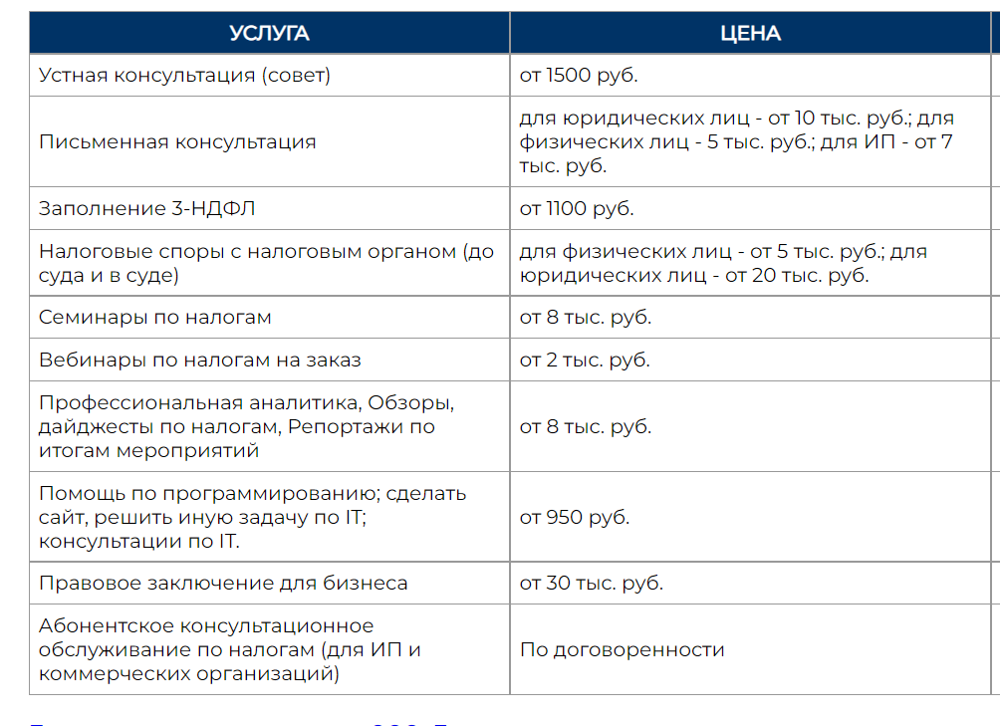 УСЛУГА
ЦЕНА
Устная консультация (совет)
от 1500 руб.
Письменная консультация
для юридических лиц - от 10 тыс. руб.; для
физических лиц - 5 тыс. руб.; для ИП - от 7
тыс. руб.
Заполнение 3-НДФЛ
от 1100 руб.
Налоговые споры с налоговым органом (до
суда и в суде)
для физических лиц - от 5 тыс. руб.; для
юридических лиц - от 20 тыс. руб.
Семинары по налогам
от 8 тыс. руб.
Вебинары по налогам на заказ
от 2 тыс. руб.
Профессиональная аналитика, Обзоры,
дайджесты по налогам, Репортажи по
итогам мероприятий
от 8 тыс. руб.
Помощь по программированию; сделать
сайт, решить иную задачу по IT;
консультации по IT.
от 950 руб.
Правовое заключение для бизнеса
от 30 тыс. руб.
Абонентское консультационное
обслуживание по налогам (для ИП и
коммерческих организаций)
По договоренности